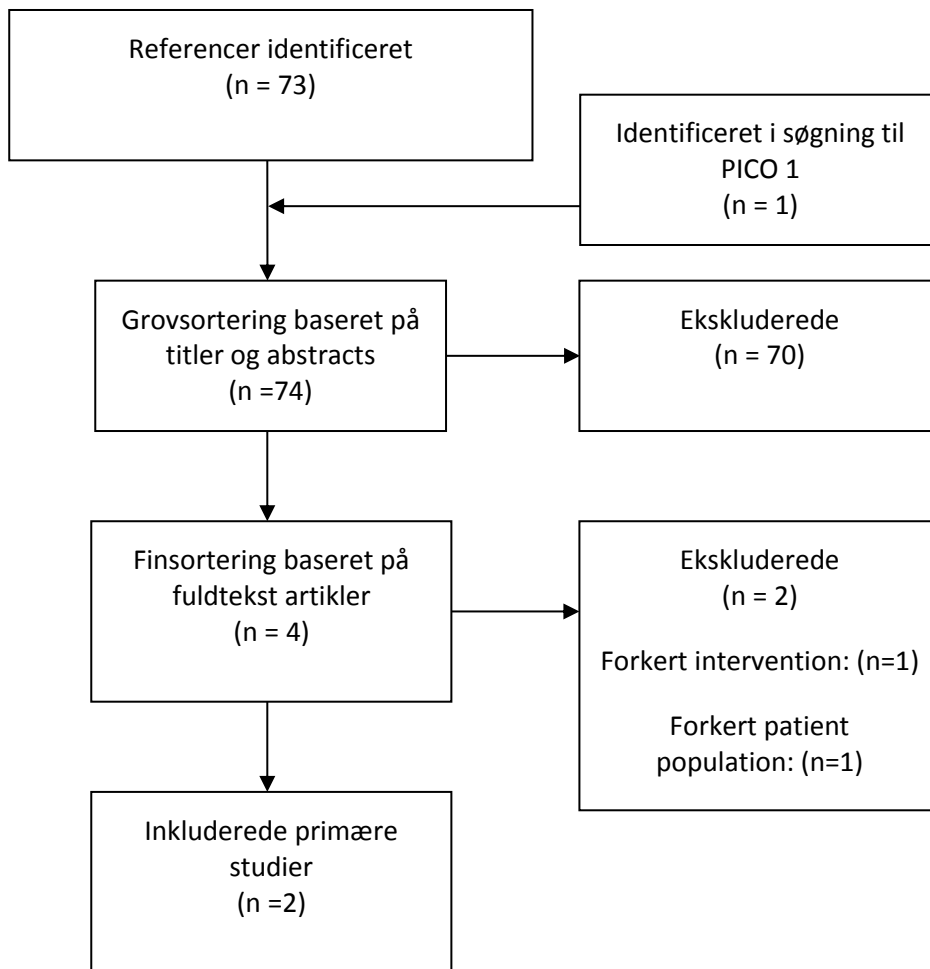 Referencer identificeret
(n = 73)
Identificeret i søgning til
PICO 1
(n = 1)
Grovsortering baseret på
titler og abstracts
(n =74)
Ekskluderede
(n = 70)
Finsortering baseret på
fuldtekst artikler
(n = 4)
Ekskluderede
(n = 2)
Forkert intervention: (n=1)
Forkert patient
population: (n=1)
Inkluderede primære
studier
(n =2)